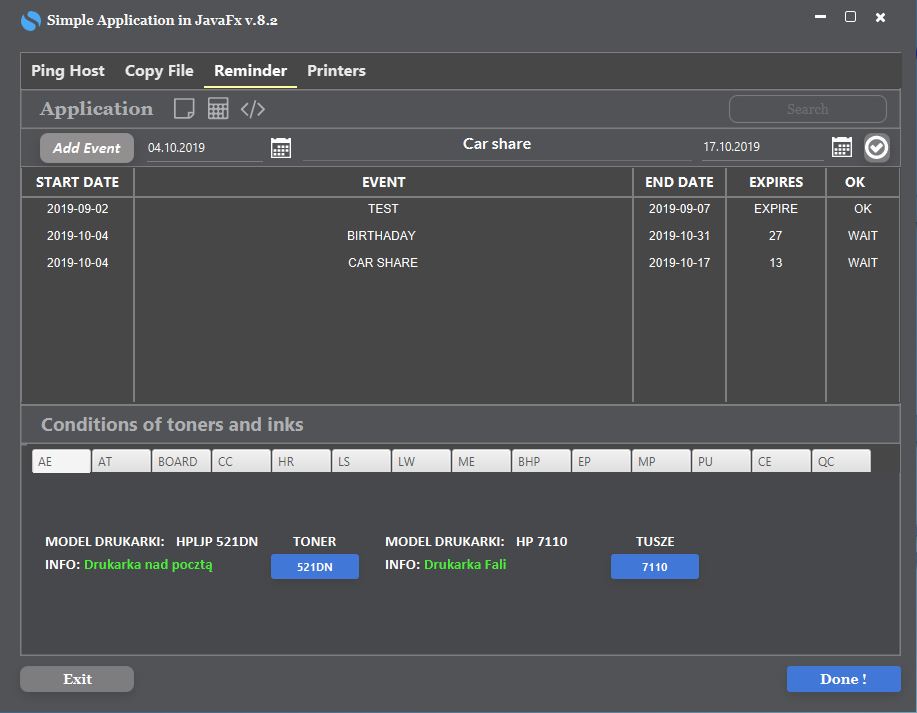 Simple Application in JavaFx v.8.2
Ping Host Copy File Reminder Printers
Application </> Search
Add Event 04.10.2019 Car share 17.10.2019
START DATE EVENT END DATE EXPIRES OK
2019-09-02 TEST 2019-09-07 EXPIRE OK
2019-10-04 BIRTHADAY 2019-10-31 27 WAIT
2019-10-04 CAR SHARE 2019-10-17 13 WAIT
Conditions of toners and inks
AE AT BOARD CC HR LS LW ME BHP EP MP PU CE QC
MODEL DRUKARKI: HPLJP 521DN TONER MODEL DRUKARKI: HP 7110 TUSZE
INFO: Drukarka nad pocztą 521DN INFO: Drukarka Fali 7110
Exit Done !